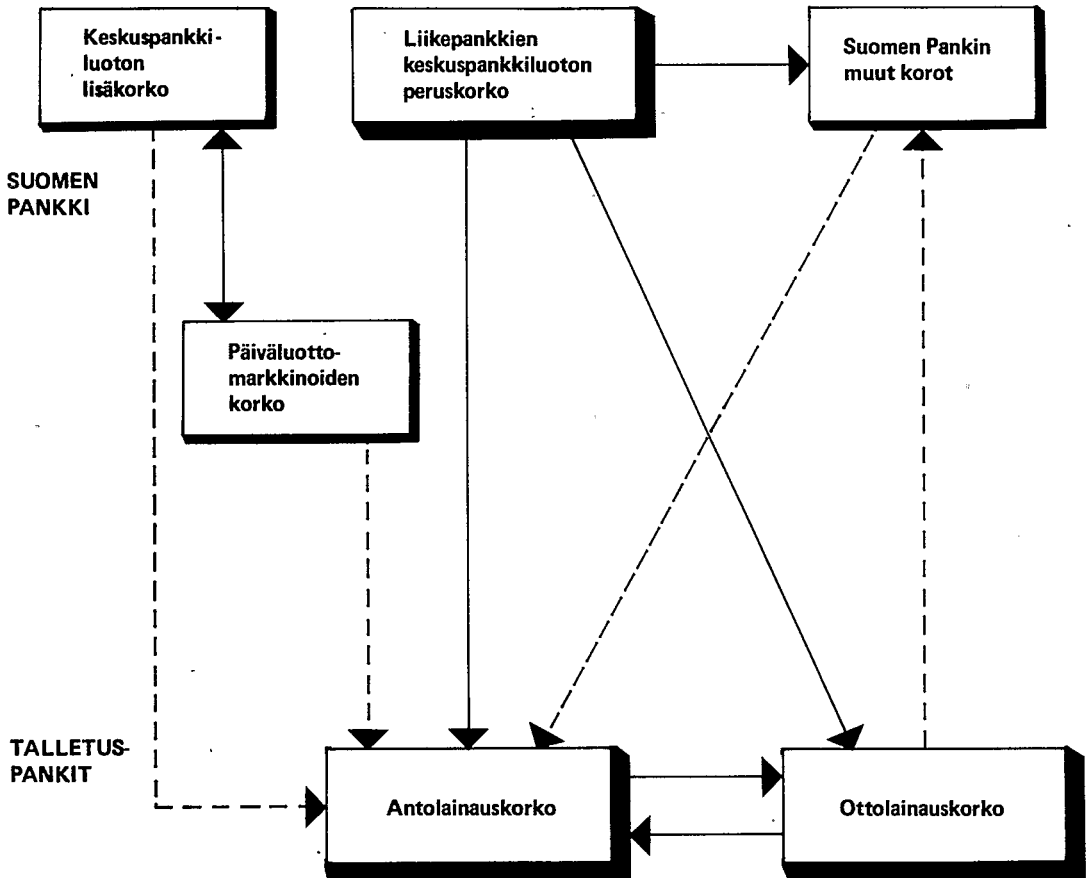 Keskuspankki-
luoton
lisäkorko
Liikepankkien
keskuspankkiluoton
peruskorko
Suomen Pankin
muut korot
SUOMEN
PANKKI
Päiväluotto-
markkinoiden
korko
TALLETUS-
PANKIT
Antolainauskorko
Ottolainauskorko